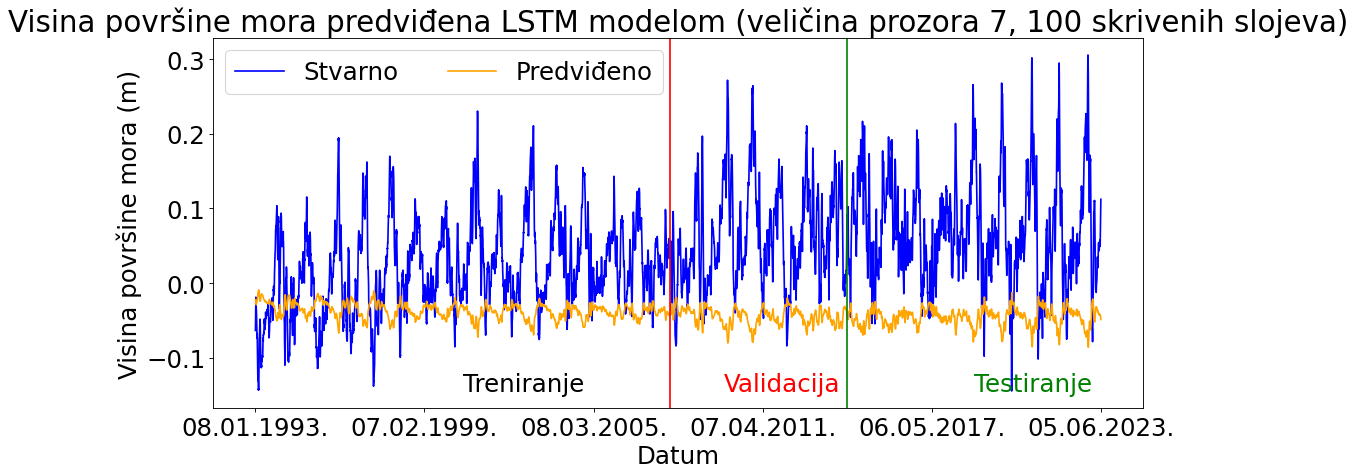 Visina površine mora predviđena LSTM modelom (veličina prozora 7, 100 skrivenih slojeva)
Stvarno
Predviđeno
Visina površine mora (m)
0.3
0.2
0.1
0.0
−0.1
Treniranje
Validacija
Testiranje
08.01.1993.
07.02.1999.
08.03.2005.
07.04.2011.
06.05.2017.
05.06.2023.
Datum